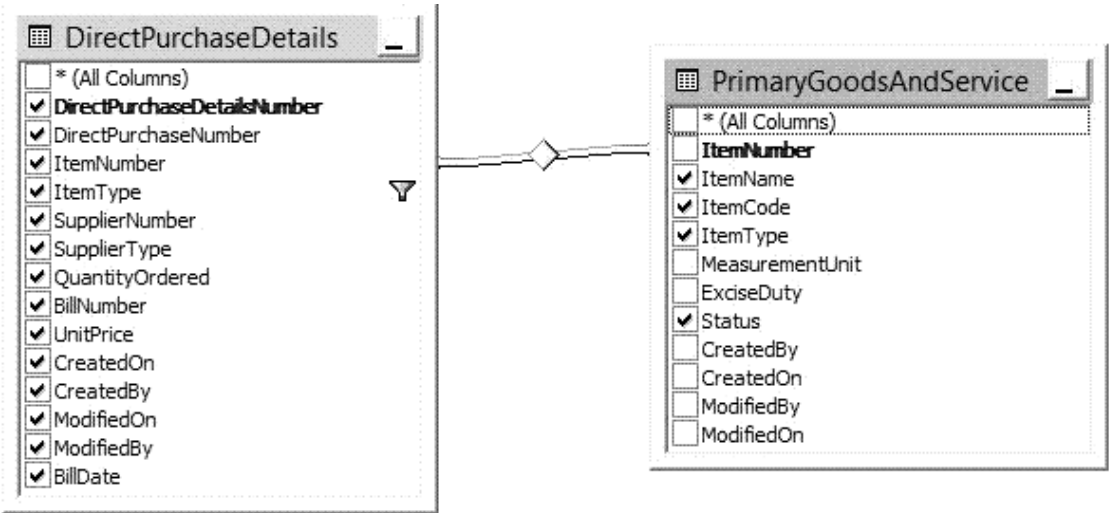 DirectPurchaseDetails
* (All Columns)
DirectPurchaseDetailsNumber
DirectPurchaseNumber
ItemNumber
ItemType
SupplierNumber
SupplierType
QuantityOrdered
BillNumber
UnitPrice
CreatedOn
CreatedBy
ModifiedOn
ModifiedBy
BillDate
PrimaryGoodsAndService
* (All Columns)
ItemNumber
ItemName
ItemCode
ItemType
MeasurementUnit
ExciseDuty
Status
CreatedBy
CreatedOn
ModifiedBy
ModifiedOn